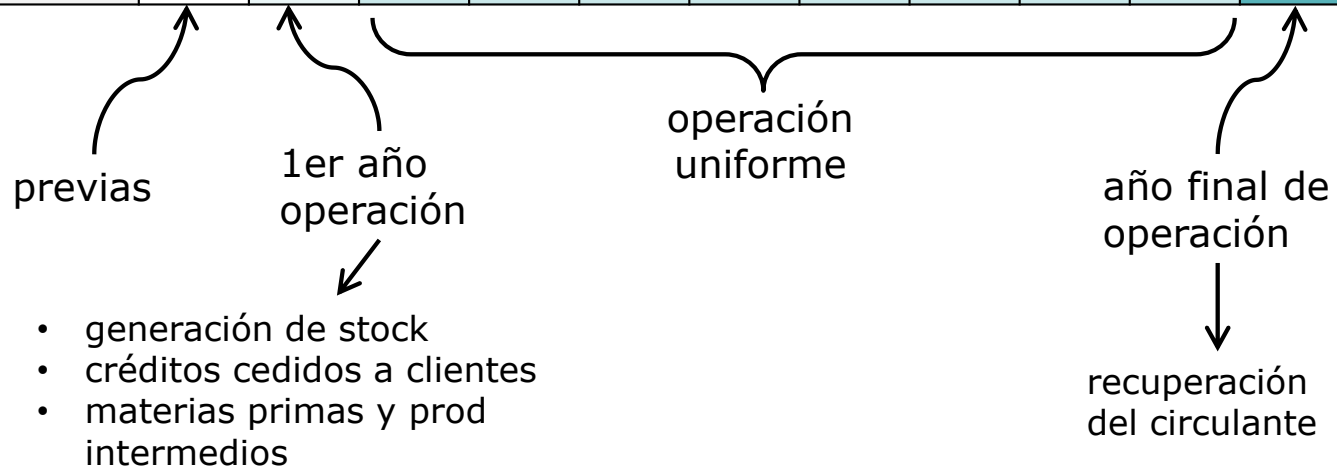 previas
1er año
operación
operación
uniforme
año final de
operación
• generación de stock
• créditos cedidos a clientes
• materias primas y prod
intermedios
recuperación
del circulante